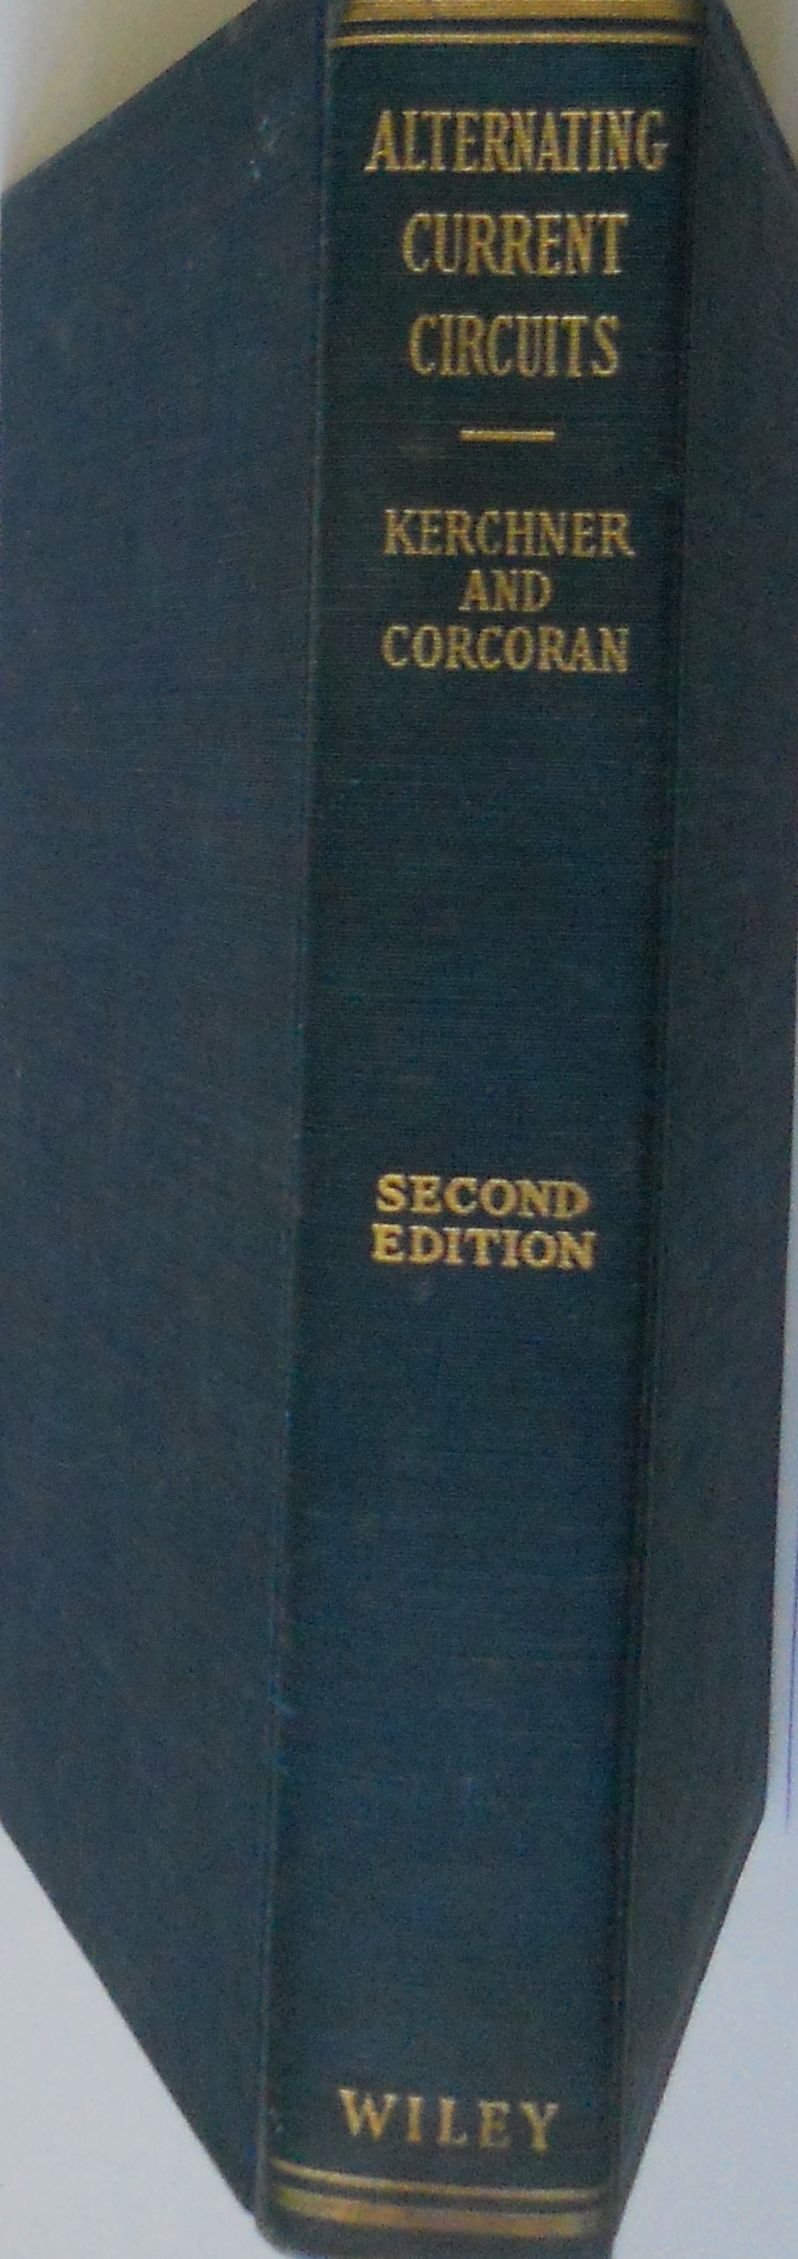 ALTERNATING
CURRENT
CIRCUITS
KERCHNER
AND
CORCORAN
SECOND
EDITION
WILEY